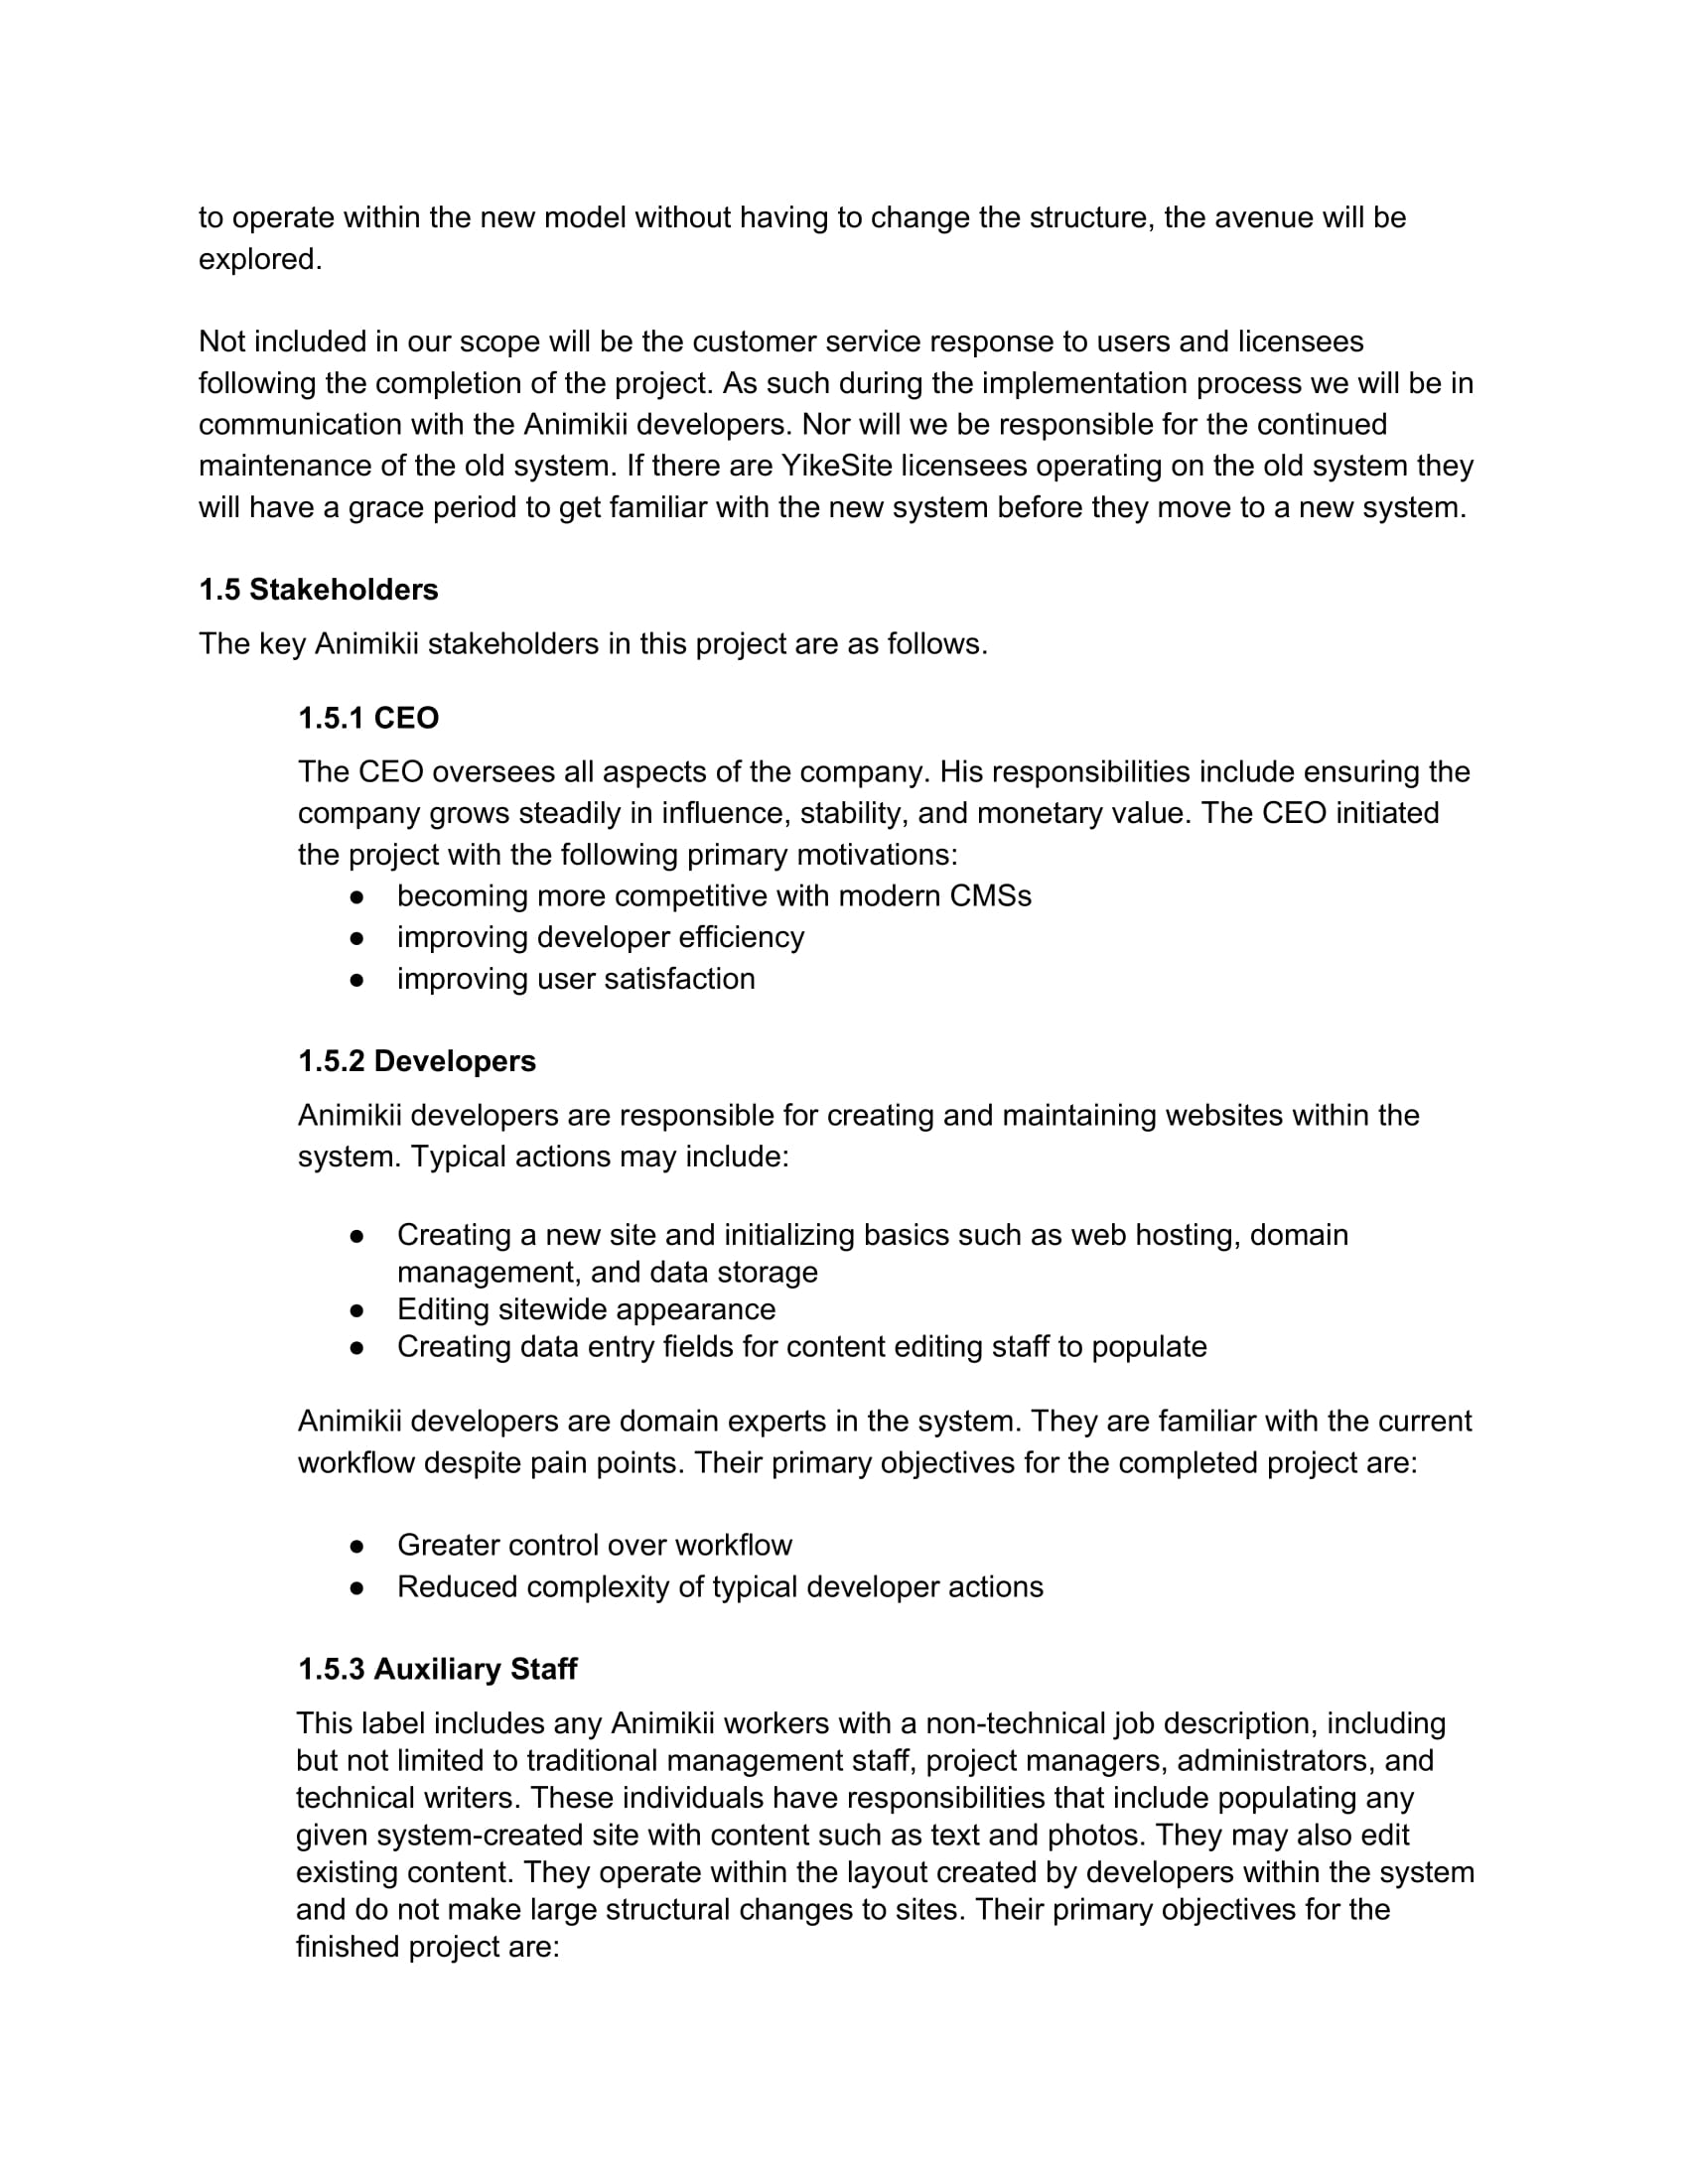 to operate within the new model without having to change the structure, the avenue will be
explored.
Not included in our scope will be the customer service response to users and licensees
following the completion of the project. As such during the implementation process we will be in
communication with the Animikii developers. Nor will we be responsible for the continued
maintenance of the old system. If there are YikeSite licensees operating on the old system they
will have a grace period to get familiar with the new system before they move to a new system.
1.5 Stakeholders
The key Animikii stakeholders in this project are as follows.
1.5.1 CEO
The CEO oversees all aspects of the company. His responsibilities include ensuring the
company grows steadily in influence, stability, and monetary value. The CEO initiated
the project with the following primary motivations:
● becoming more competitive with modern CMSs
● improving developer efficiency
● improving user satisfaction
1.5.2 Developers
Animikii developers are responsible for creating and maintaining websites within the
system. Typical actions may include:
● Creating a new site and initializing basics such as web hosting, domain
management, and data storage
● Editing sitewide appearance
● Creating data entry fields for content editing staff to populate
Animikii developers are domain experts in the system. They are familiar with the current
workflow despite pain points. Their primary objectives for the completed project are:
● Greater control over workflow
● Reduced complexity of typical developer actions
1.5.3 Auxiliary Staff
This label includes any Animikii workers with a non-technical job description, including
but not limited to traditional management staff, project managers, administrators, and
technical writers. These individuals have responsibilities that include populating any
given system-created site with content such as text and photos. They may also edit
existing content. They operate within the layout created by developers within the system
and do not make large structural changes to sites. Their primary objectives for the
finished project are: